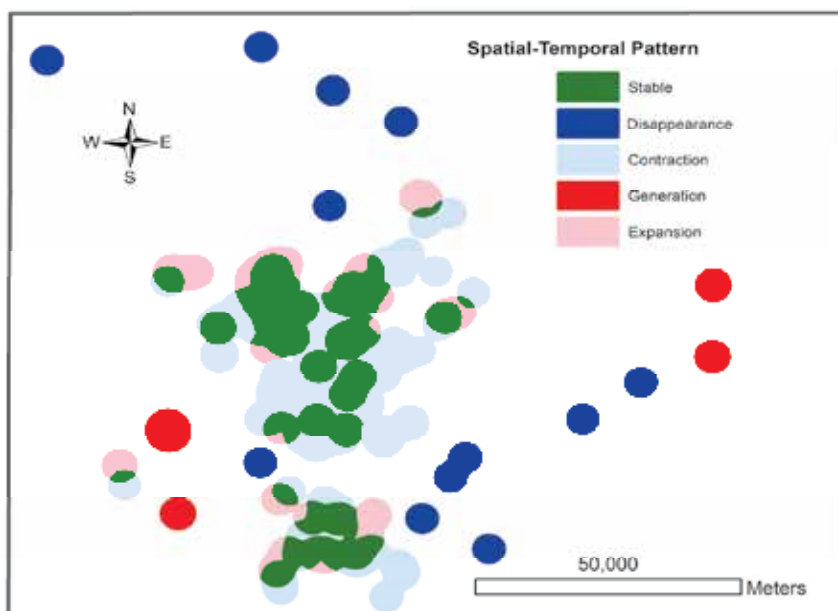 Spatial-Temporal Pattern
Stable
Disappearance
Contraction
Generation
Expansion
N
W E
S
50,000
Meters